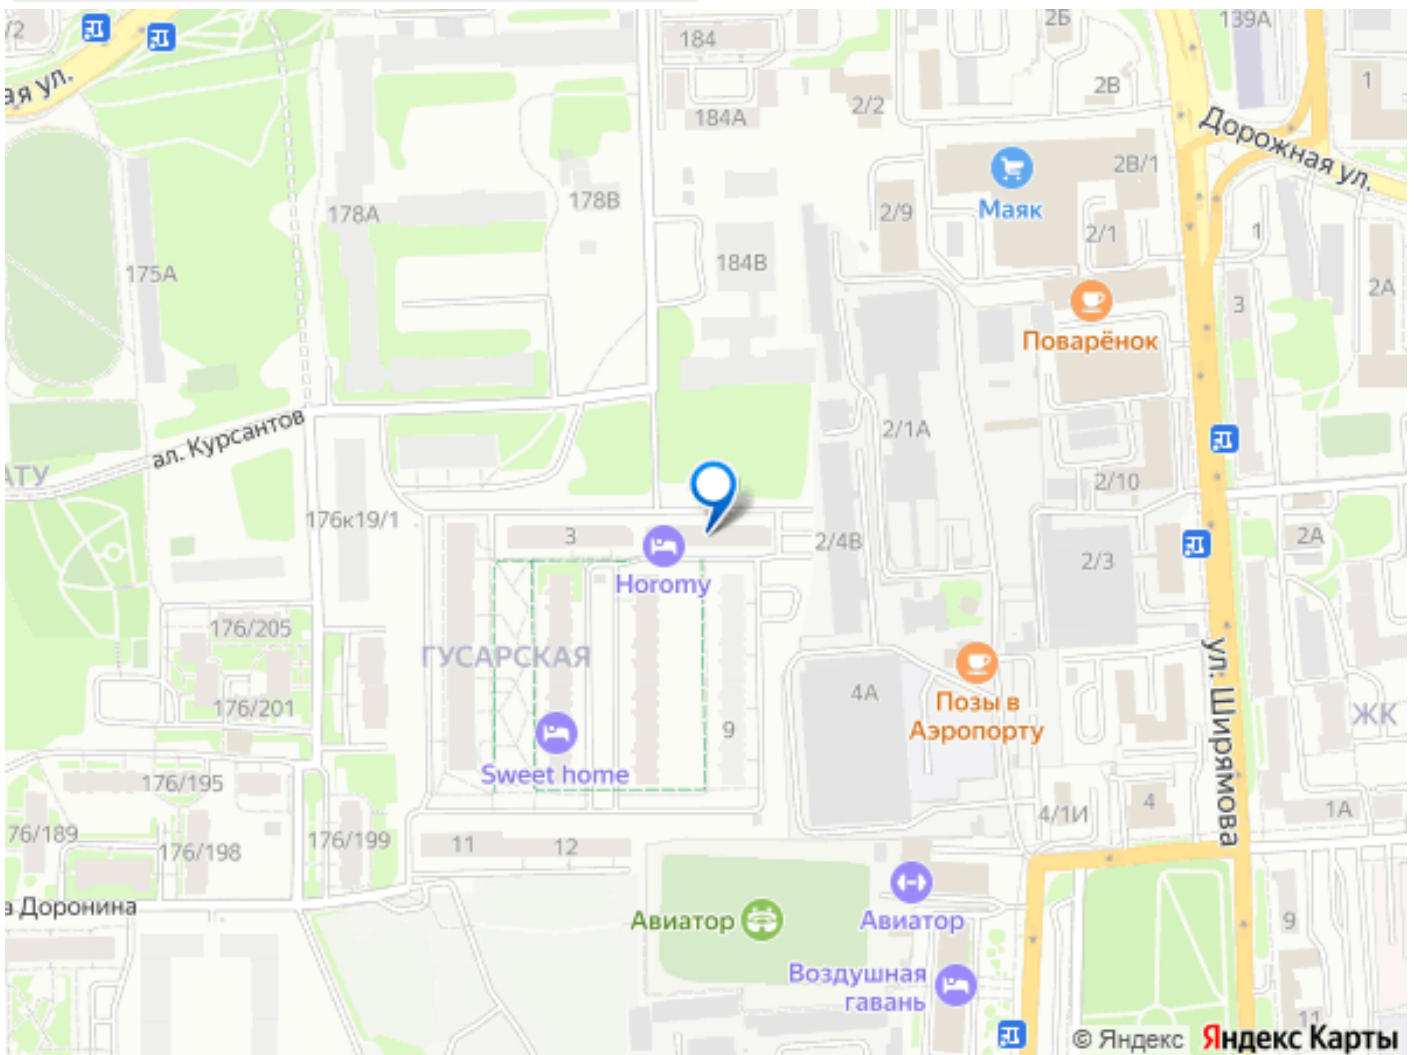 /2
184
2Б
139А
ая ул.
2/2
2В
1
184А
Дорожная ул.
2В/1
178В
178А
2/9
Маяк
2/1
1
175А
184В
3
2А
Поварёнок
ал. Курсантов
2/1А
АТУ
2/10
176к19/1
3
2/4В
2А
2/3
Horomy
176/205
ГУСАРСКАЯ
ул. Ширямова
4А
Позы в
Аэропорту
176/201
9
ЖК
Sweet home
176/195
4
4/1И
1А
76/189
176/198
176/199
11
12
а Доронина
Авиатор
Авиатор
9
Воздушная
гавань
11
© Яндекс Яндекс Карты